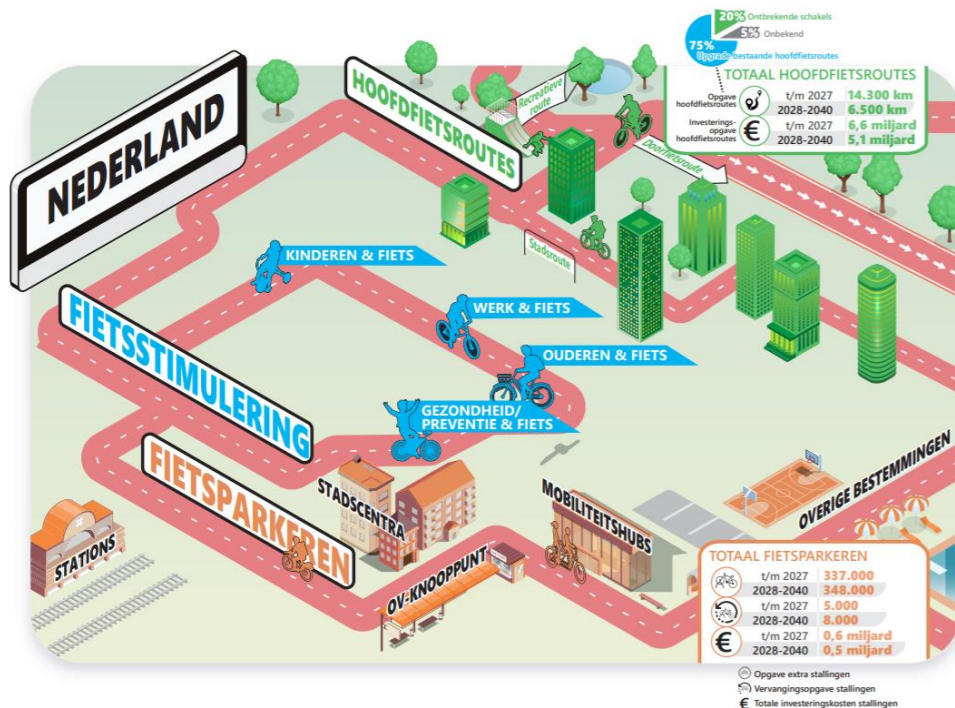 20% Ontbrekende schakels
5% Onbekend
75%
Upgrade bestaande hoofdfietsroutes
NEDERLAND
HOOFDFIETSROUTES
Recreatieve
route
Doorfietsroute
Stadsroute
TOTAAL HOOFDFIETSROUTES
Opgave
hoofdfietsroutes
t/m 2027 14.300 km
2028-2040 6.500 km
Investerings-
opgave
hoofdfietsroutes
€ t/m 2027 6,6 miljard
2028-2040 5,1 miljard
FIETSSTIMULERING
KINDEREN & FIETS
WERK & FIETS
OUDEREN & FIETS
GEZONDHEID/
PREVENTIE & FIETS
FIETSPARKEREN
STATIONS
STADSCENTRA
OV-KNOOPPUNT
MOBILITEITSHUBS
OVERIGE BESTEMMINGEN
TOTAAL FIETSPARKEREN
t/m 2027 337.000
2028-2040 348.000
t/m 2027 5.000
2028-2040 8.000
€ t/m 2027 0,6 miljard
2028-2040 0,5 miljard
Opgave extra stallingen
Vervangingsopgave stallingen
€ Totale investeringskosten stallingen